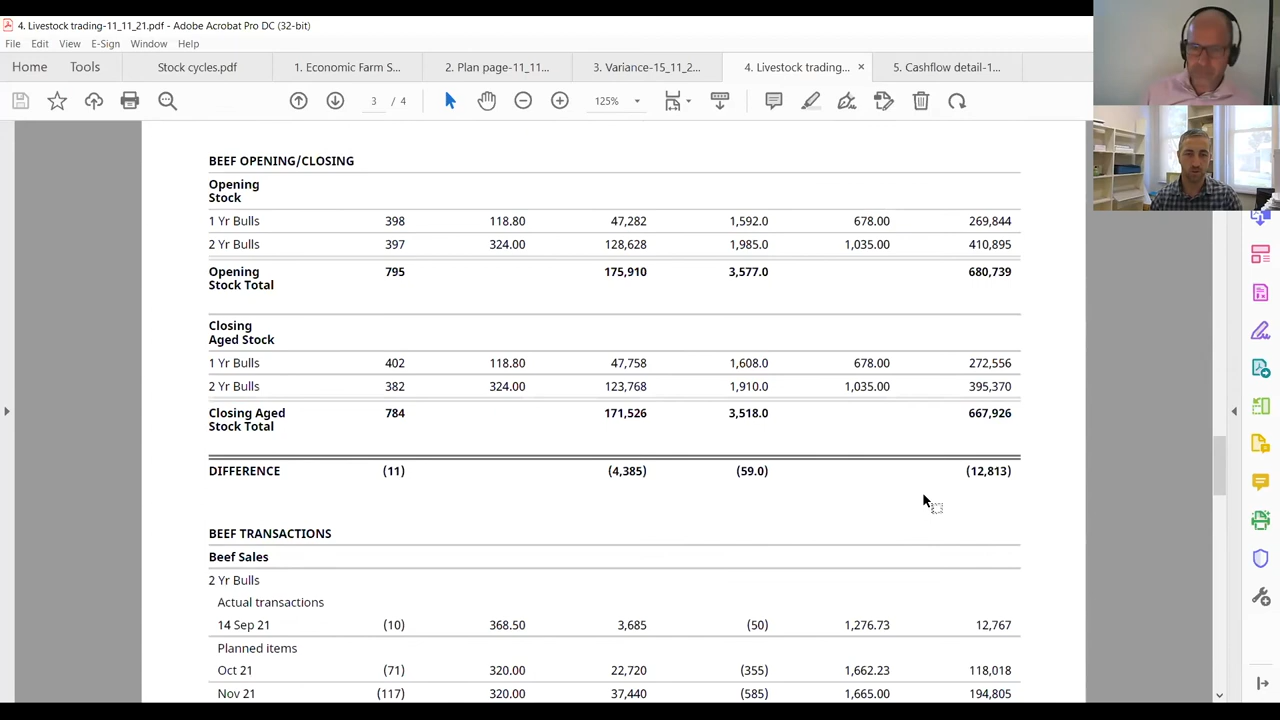 4. Livestock trading-11_11_21.pdf - Adobe Acrobat Pro DC (32-bit)
File Edit View E-Sign Window Help
Home Tools Stock cycles.pdf 1. Economic Farm S... 2. Plan page-11_11... 3. Variance-15_11_2... 4. Livestock trading... × 5. Cashflow detail-1...
3 / 4 125%
BEEF OPENING/CLOSING
Opening
Stock
1 Yr Bulls 398 118.80 47,282 1,592.0 678.00 269,844
2 Yr Bulls 397 324.00 128,628 1,985.0 1,035.00 410,895
Opening
Stock Total 795 175,910 3,577.0 680,739
Closing
Aged Stock
1 Yr Bulls 402 118.80 47,758 1,608.0 678.00 272,556
2 Yr Bulls 382 324.00 123,768 1,910.0 1,035.00 395,370
Closing Aged
Stock Total 784 171,526 3,518.0 667,926
DIFFERENCE (11) (4,385) (59.0) (12,813)
BEEF TRANSACTIONS
Beef Sales
2 Yr Bulls
Actual transactions
14 Sep 21 (10) 368.50 3,685 (50) 1,276.73 12,767
Planned items
Oct 21 (71) 320.00 22,720 (355) 1,662.23 118,018
Nov 21 (117) 320.00 37,440 (585) 1,665.00 194,805